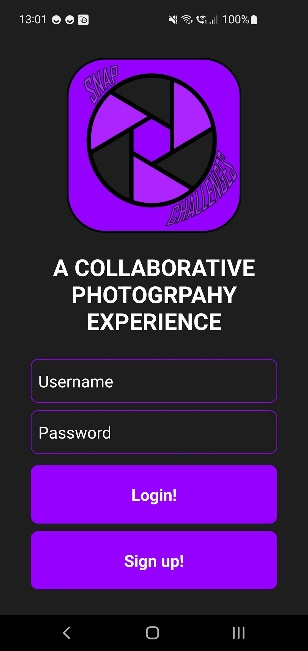 13:01
100%
SNAP
CHALLENGES
A COLLABORATIVE
PHOTOGRPAHY
EXPERIENCE
Username
Password
Login!
Sign up!